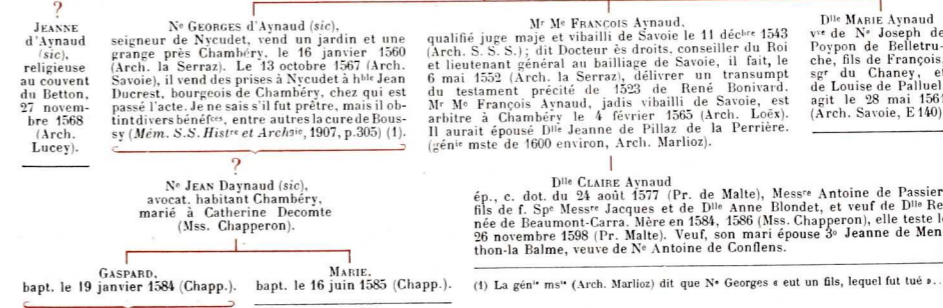 ?
JEANNE
d'Aynaud
(sic),
religieuse
au couvent
du Betton,
27 novem-
bre 1568
(Arch.
Lucey).
Nᵉ GEORGES d'Aynaud (sic),
seigneur de Nycudet, vend un jardin et une
grange près Chambéry, le 16 janvier 1560
(Arch. la Serraz). Le 13 octobre 1567 (Arch.
Savoie), il vend des prises à Nycudet à hᵇˡᵉ Jean
Ducrest, bourgeois de Chambéry, chez qui est
passé l'acte. Je ne sais s'il fut prêtre, mais il ob-
tint divers bénéfᶜᵉˢ, entre autres la cure de Bous-
sy (Mém. S.S. Histʳᵉ et Archᵍⁱᵉ, 1907, p.305) (1).
Mʳ Mᵉ FRANCOIS Aynaud,
qualifié juge maje et vibailli de Savoie le 11 décᵇʳᵉ 1543
(Arch. S. S. S.); dit Docteur ès droits, conseiller du Roi
et lieutenant général au bailliage de Savoie, il fait, le
6 mai 1552 (Arch. la Serraz), délivrer un transumpt
du testament précité de 1523 de René Bonivard.
Mʳ Mᵉ François Aynaud, jadis vibailli de Savoie, est
arbitre à Chambéry le 4 février 1565 (Arch. Loëx).
Il aurait épousé Dˡˡᵉ Jeanne de Pillaz de la Perrière.
(génⁱᵉ mste de 1600 environ, Arch. Marlioz).
Dˡˡᵉ MARIE Aynaud
vᵛᵉ de Nᵉ Joseph de
Poypon de Belletru-
che, fils de François,
sgʳ du Chaney, et
de Louise de Palluel,
agit le 28 mai 1561
(Arch. Savoie, E 140).
?
Nᵉ JEAN Daynaud (sic),
avocat. habitant Chambéry,
marié à Catherine Decomte
(Mss. Chapperon).
Dˡˡᵉ CLAIRE Aynaud
ép., c. dot. du 24 août 1577 (Pr. de Malte), Messʳᵉ Antoine de Passier,
fils de f. Spᵉ Messʳᵉ Jacques et de Dˡˡᵉ Anne Blondet, et veuf de Dˡˡᵉ Re-
née de Beaumont-Carra. Mère en 1584, 1586 (Mss. Chapperon), elle teste le
26 novembre 1598 (Pr. Malte). Veuf, son mari épouse 3º Jeanne de Men-
thon-la Balme, veuve de Nᵉ Antoine de Conflens.
GASPARD,
bapt. le 19 janvier 1584 (Chapp.).
MARIE,
bapt. le 16 juin 1585 (Chapp.).
(1) La génⁱᵉ msᵗᵉ (Arch. Marlioz) dit que Nᵉ Georges « eut un fils, lequel fut tué »..